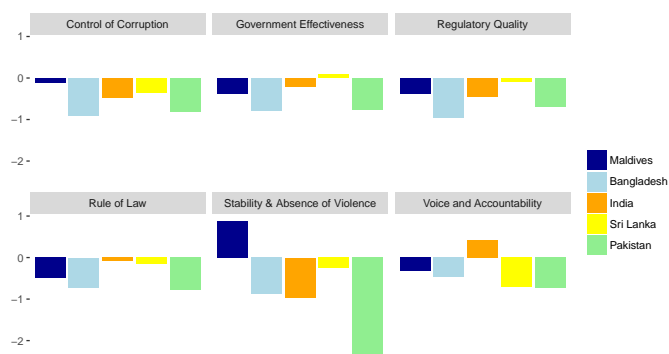 Control of Corruption
Government Effectiveness
Regulatory Quality
1
0
−1
−2
Maldives
Bangladesh
India
Sri Lanka
Pakistan
Rule of Law
Stability & Absence of Violence
Voice and Accountability
1
0
−1
−2